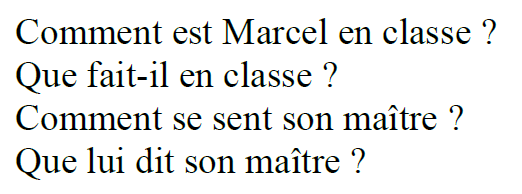 Comment est Marcel en classe ?
Que fait-il en classe ?
Comment se sent son maître ?
Que lui dit son maître ?